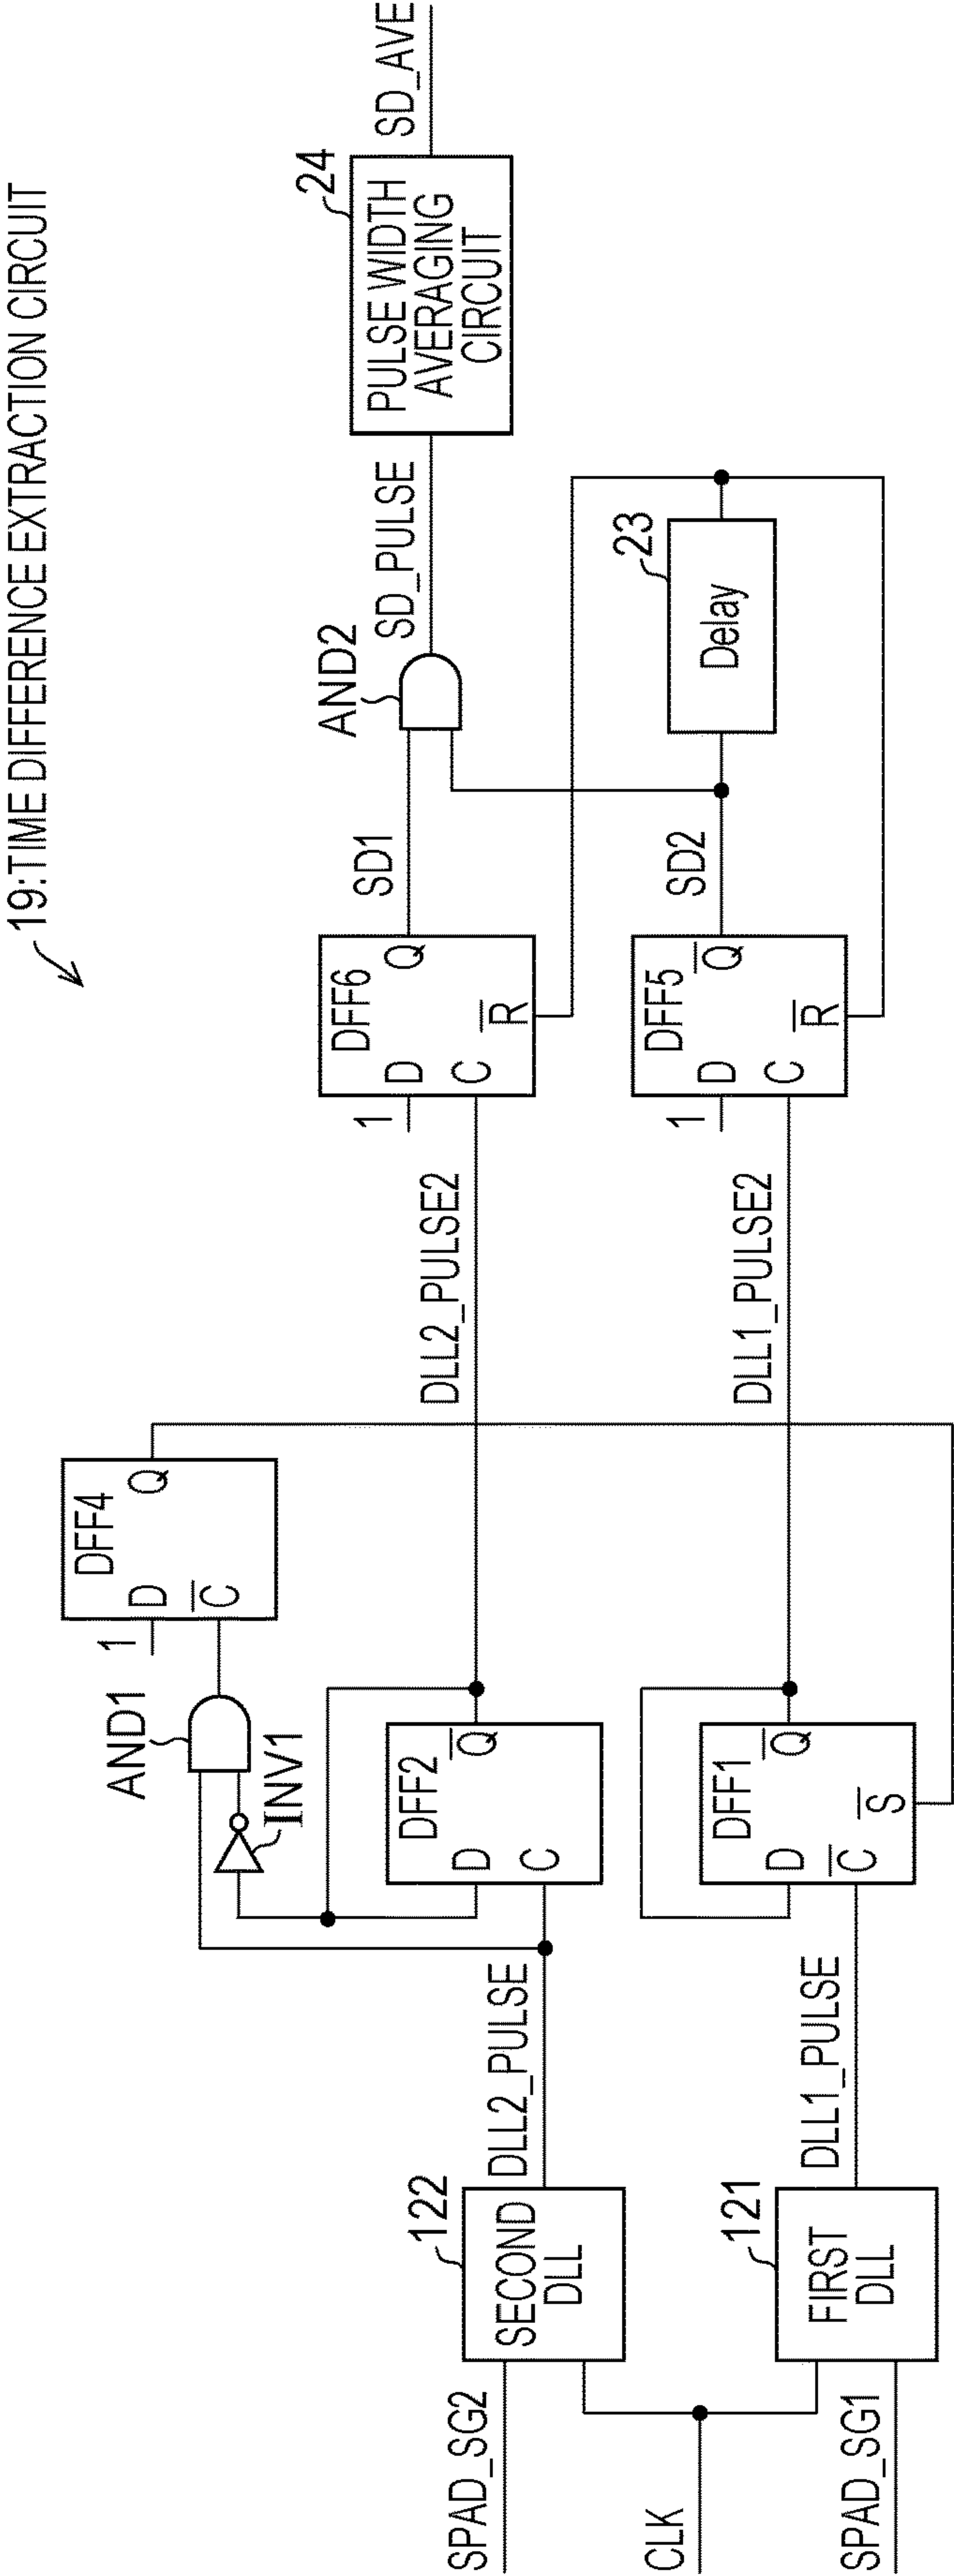 19:TIME DIFFERENCE EXTRACTION CIRCUIT
SPAD_SG2
CLK
SPAD_SG1
122
SECOND
DLL
121
FIRST
DLL
DLL2_PULSE
DLL1_PULSE
INV1
AND1
DFF2
D
C
Q
DFF1
D
C
Q
S
1
DFF4
D
C
Q
DLL2_PULSE2
DLL1_PULSE2
1
DFF6
D
C
Q
R
1
DFF5
D
C
Q
R
SD1
SD2
AND2
23
Delay
SD_PULSE
24
PULSE WIDTH
AVERAGING
CIRCUIT
SD_AVE